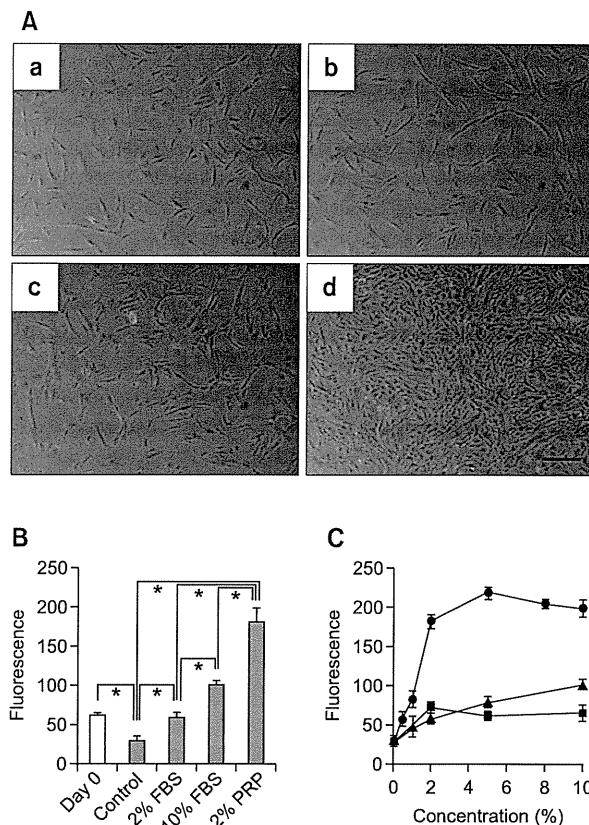 A
a
b
c
d
B
250
200
150
100
50
0
Fluorescence
*
*
*
*
*
*
Day 0
Control
2% FBS
10% FBS
2% PRP
C
250
200
150
100
50
0
Fluorescence
0
2
4
6
8
10
Concentration (%)